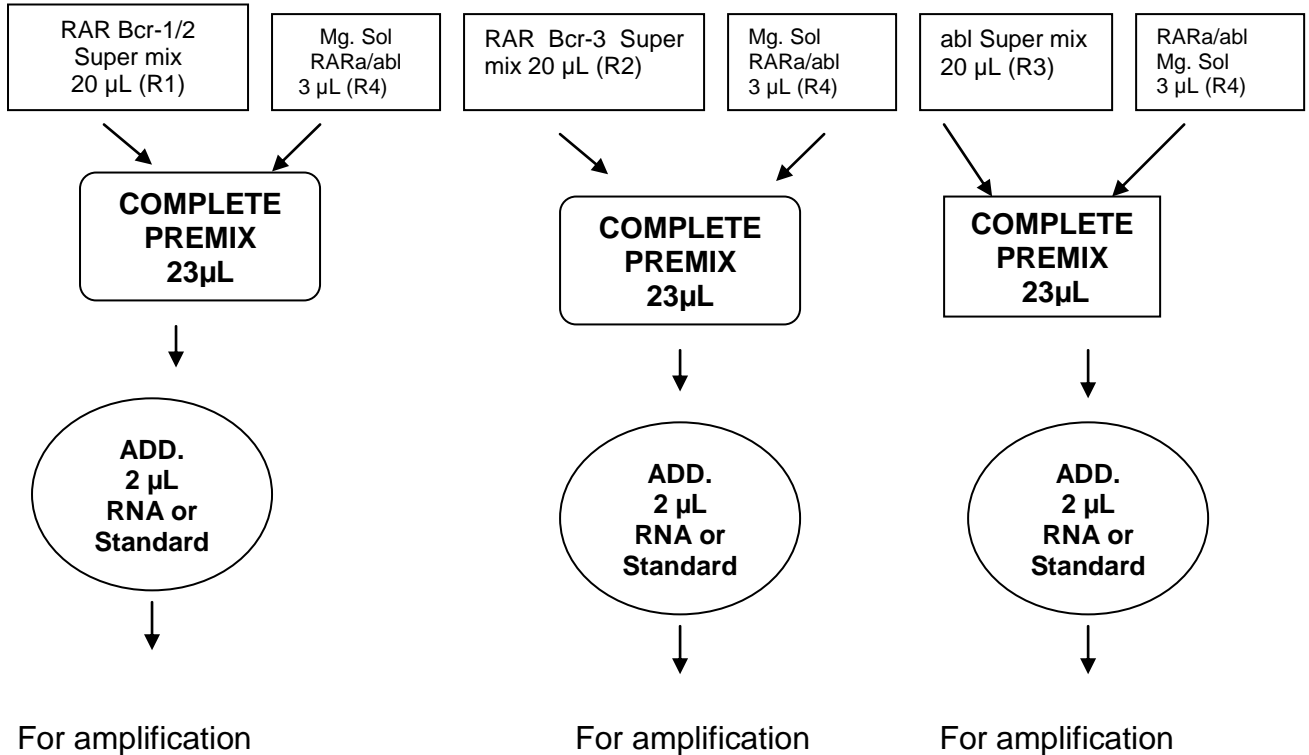 RAR Bcr-1/2
Super mix
20 µL (R1)
Mg. Sol
RARa/abl
3 µL (R4)
RAR Bcr-3 Super
mix 20 µL (R2)
Mg. Sol
RARa/abl
3 µL (R4)
abl Super mix
20 µL (R3)
RARa/abl
Mg. Sol
3 µL (R4)
COMPLETE
PREMIX
23µL
COMPLETE
PREMIX
23µL
COMPLETE
PREMIX
23µL
ADD.
2 µL
RNA or
Standard
ADD.
2 µL
RNA or
Standard
ADD.
2 µL
RNA or
Standard
For amplification
For amplification
For amplification